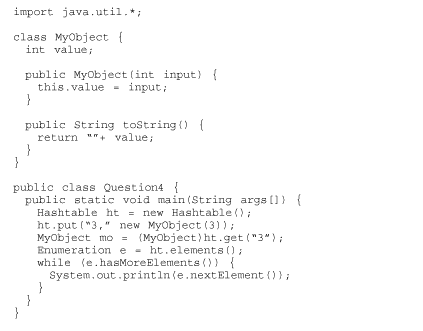 import java.util.*;
class MyObject {
int value;
public MyObject(int input) {
this.value = input;
}
public String toString() {
return “”+ value;
}
}
public class Question4 {
public static void main(String args[]) {
Hashtable ht = new Hashtable();
ht.put(“3,” new MyObject(3));
MyObject mo = (MyObject)ht.get(“3”);
Enumeration e = ht.elements();
while (e.hasMoreElements()) {
System.out.println(e.nextElement());
}
}
}